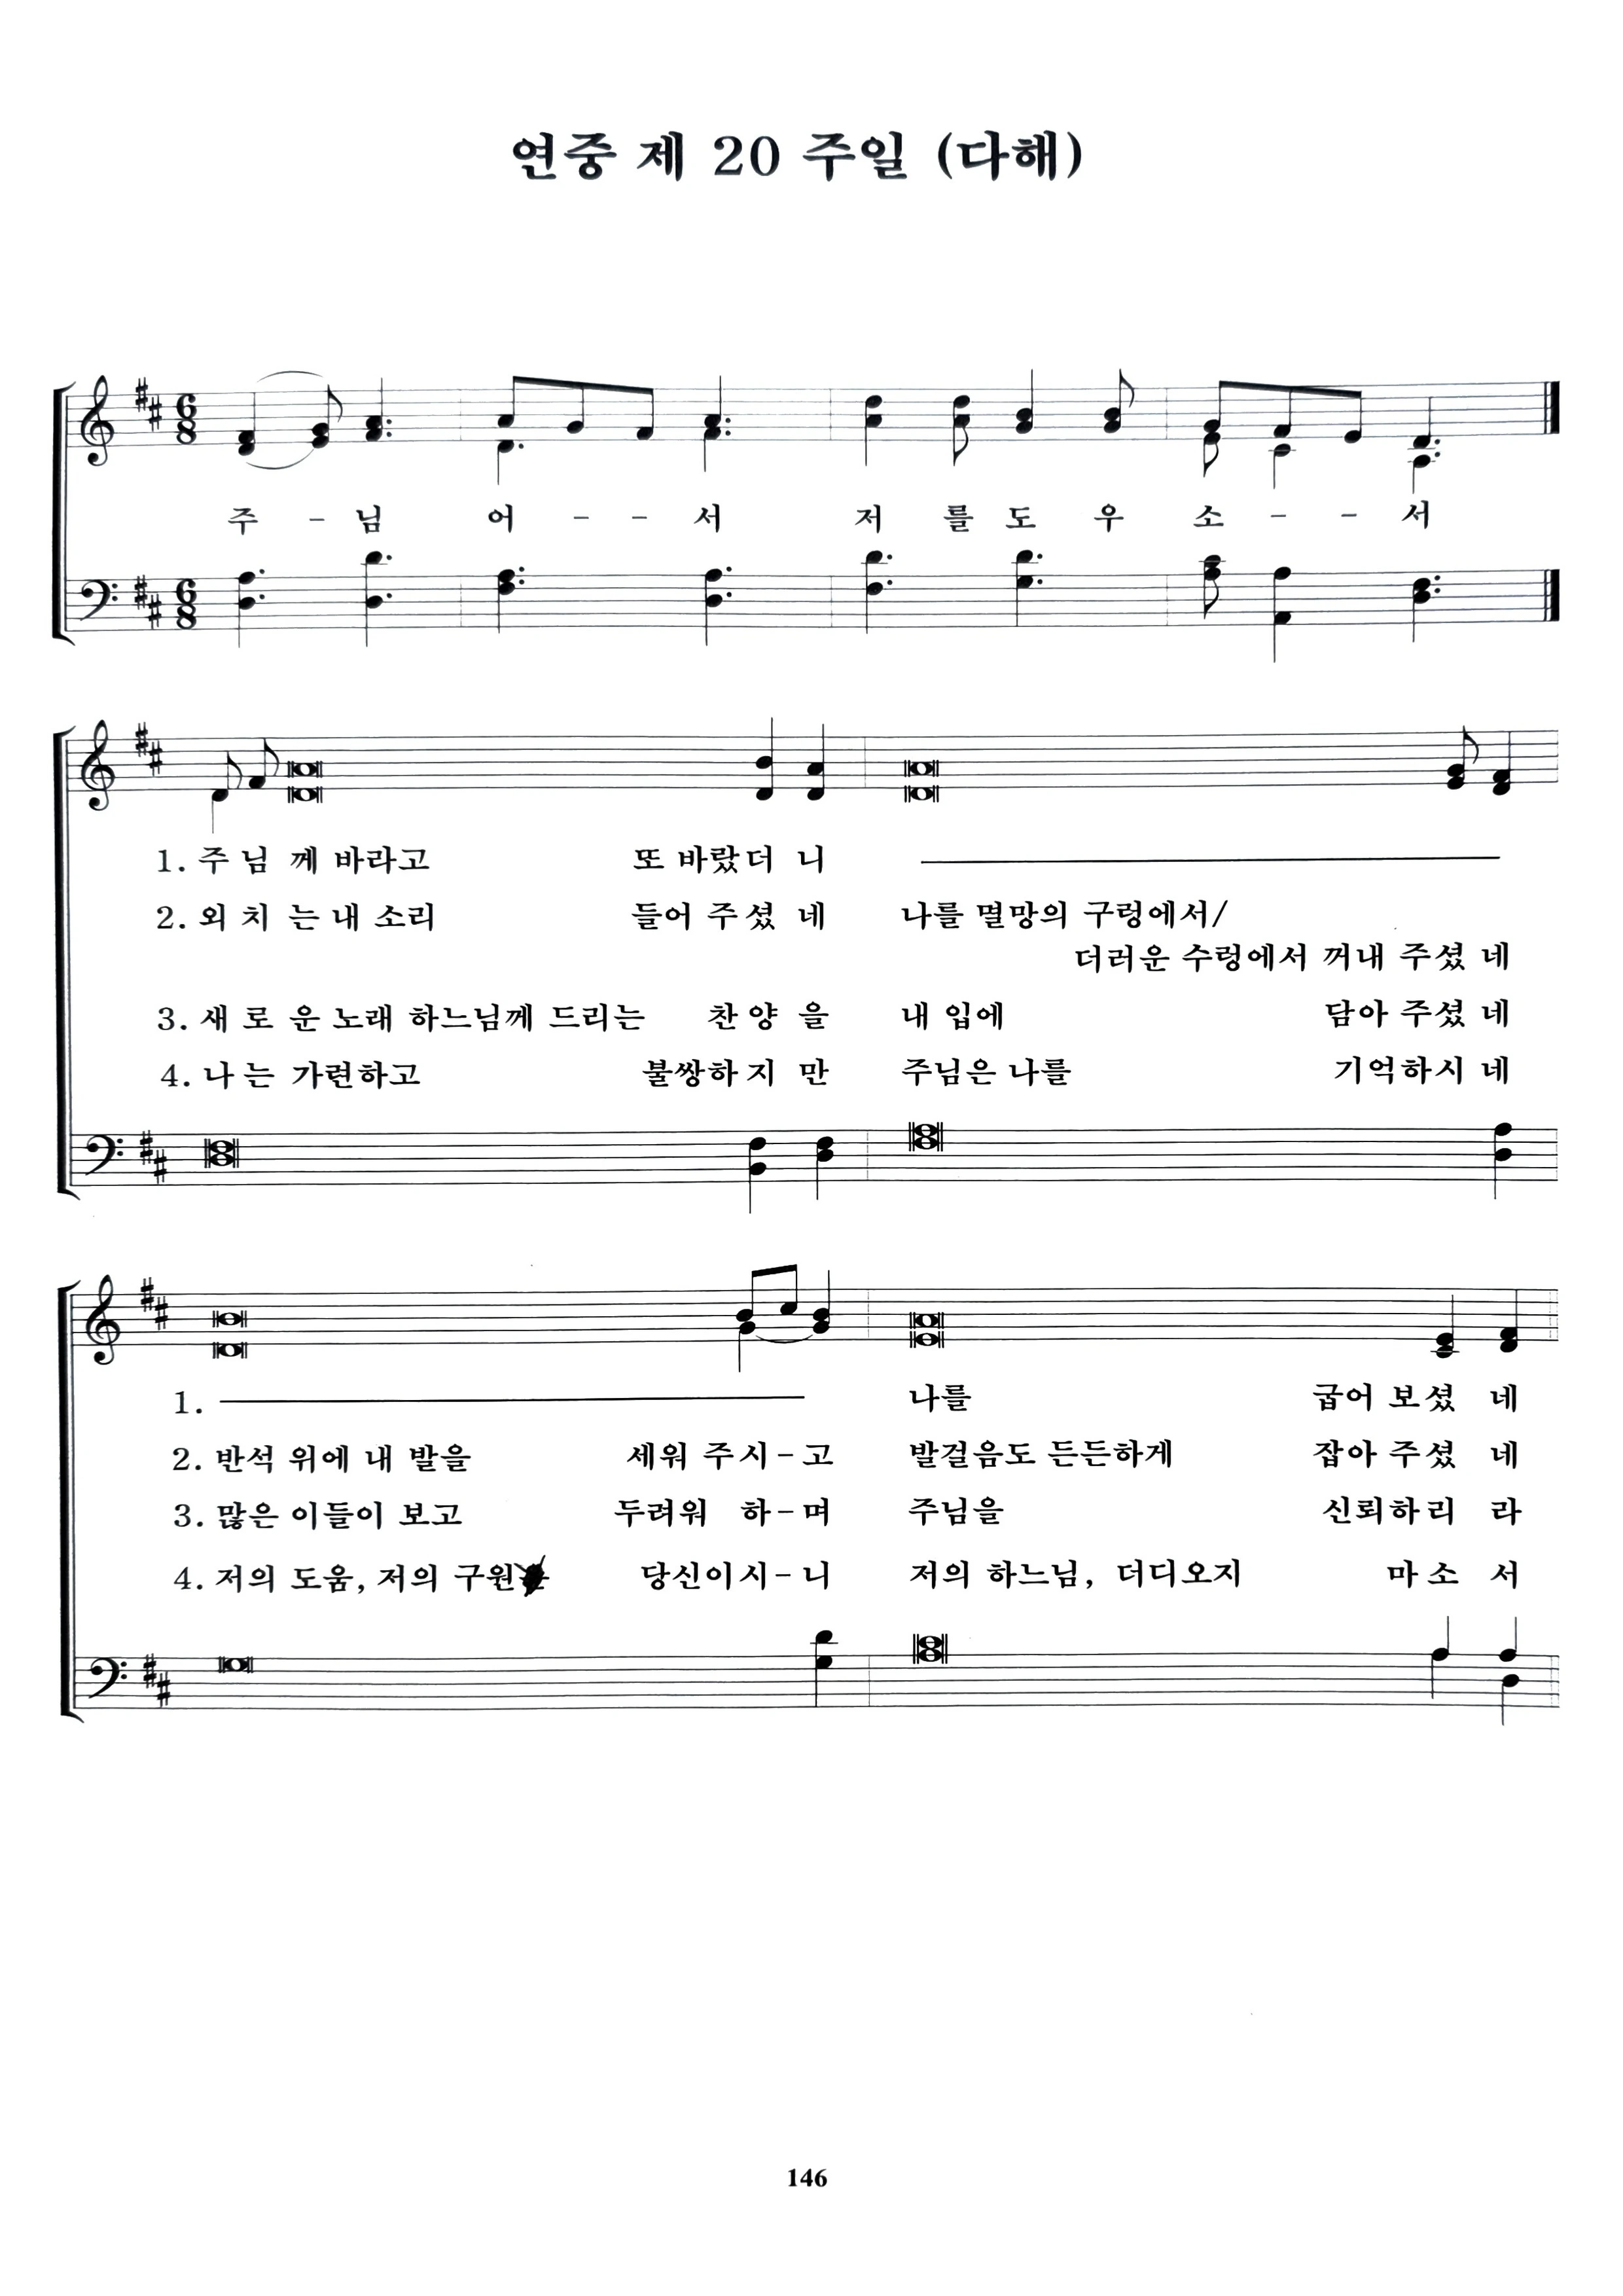 연중 제 20 주일 (다해)
6 8
주 - 님 어 - - 서 저 를 도 우 소 - - 서
6 8
1. 주 님 께 바라고 또 바랐더 니
2. 외 치 는 내 소리 들어 주셨 네 나를 멸망의 구렁에서/
더러운 수렁에서 꺼내 주셨 네
3. 새 로 운 노래 하느님께 드리는 찬양 을 내 입에 담아 주셨 네
4. 나 는 가련하고 불쌍하지 만 주님은 나를 기억하시 네
1. 나를 굽어 보셨 네
2. 반석 위에 내 발을 세워 주시-고 발걸음도 든든하게 잡아 주셨 네
3. 많은 이들이 보고 두려워 하-며 주님을 신뢰하리 라
4. 저의 도움, 저의 구원 당신이시-니 저의 하느님, 더디오지 마소 서
146